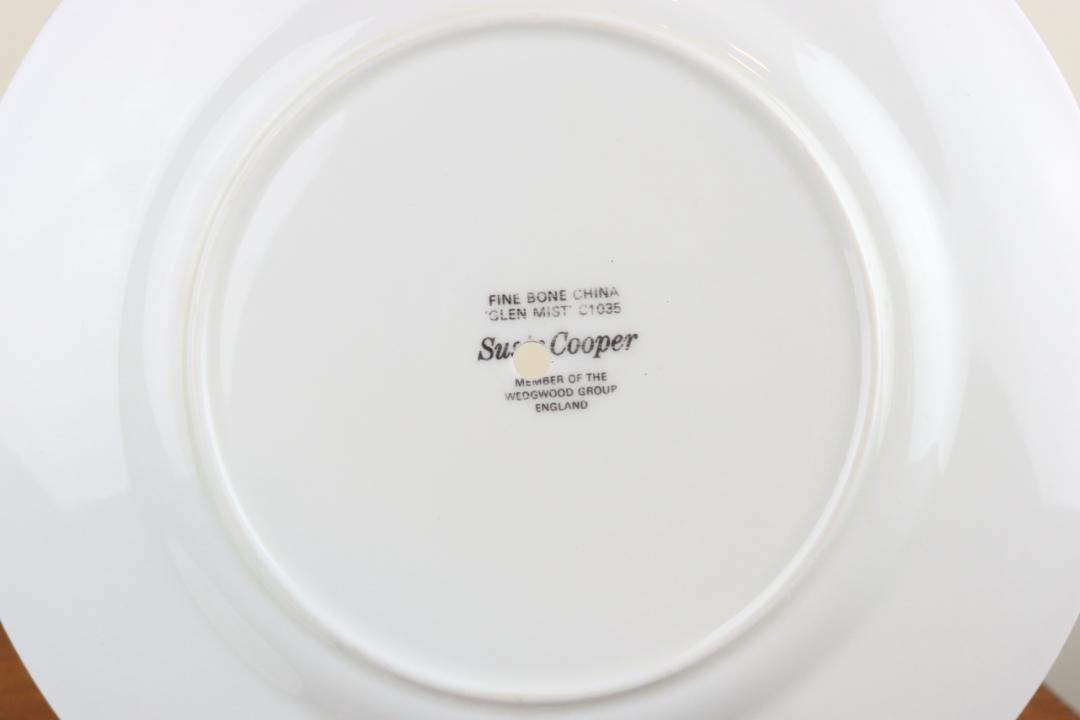 FINE BONE CHINA
'GLEN MIST' C1035
Cooper
MEMBER OF THE
WEDGWOOD GROUP
ENGLAND